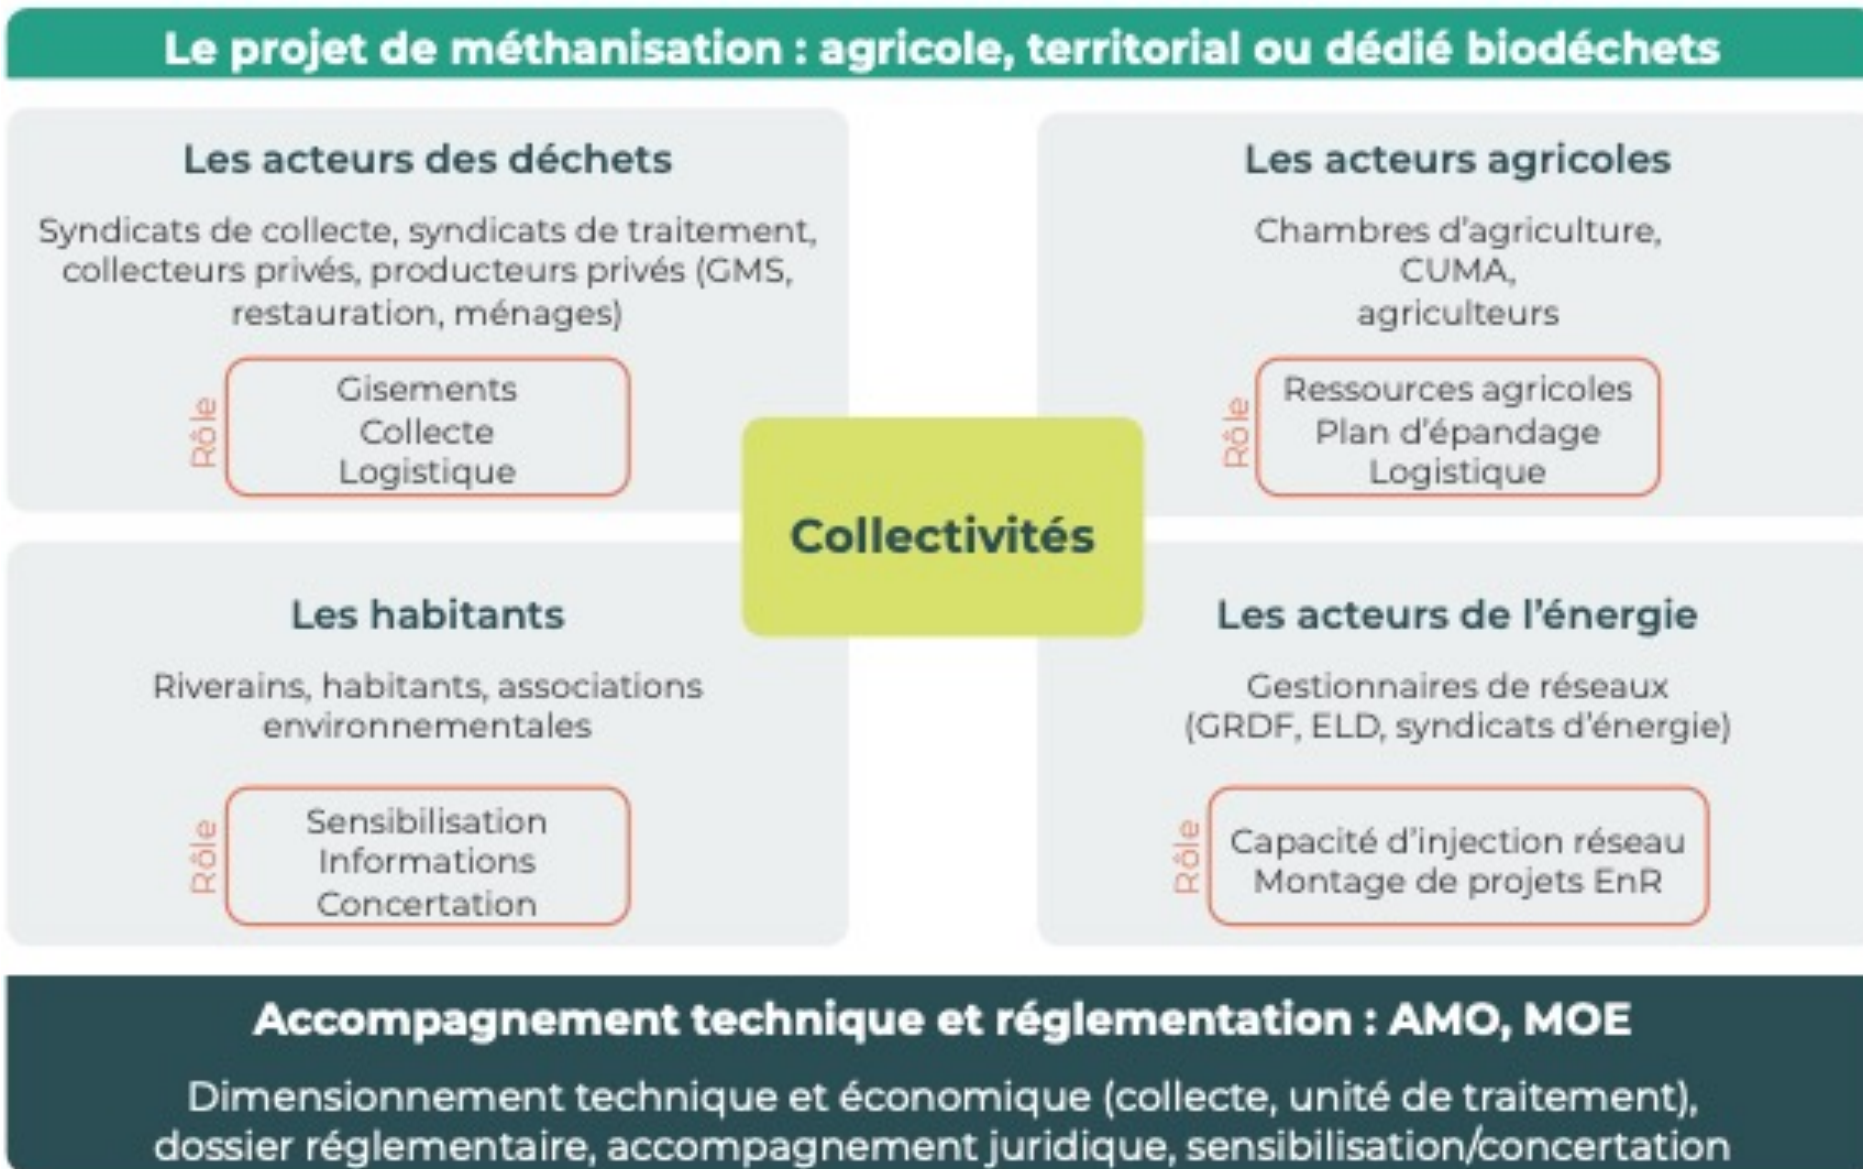 Le projet de méthanisation : agricole, territorial ou dédié biodéchets
Les acteurs des déchets
Syndicats de collecte, syndicats de traitement,
collecteurs privés, producteurs privés (GMS,
restauration, ménages)
Rôle
Gisements
Collecte
Logistique
Les acteurs agricoles
Chambres d'agriculture,
CUMA,
agriculteurs
Rôle
Ressources agricoles
Plan d'épandage
Logistique
Collectivités
Les habitants
Riverains, habitants, associations
environnementales
Rôle
Sensibilisation
Informations
Concertation
Les acteurs de l'énergie
Gestionnaires de réseaux
(GRDF, ELD, syndicats d'énergie)
Rôle
Capacité d'injection réseau
Montage de projets EnR
Accompagnement technique et réglementation : AMO, MOE
Dimensionnement technique et économique (collecte, unité de traitement),
dossier réglementaire, accompagnement juridique, sensibilisation/concertation